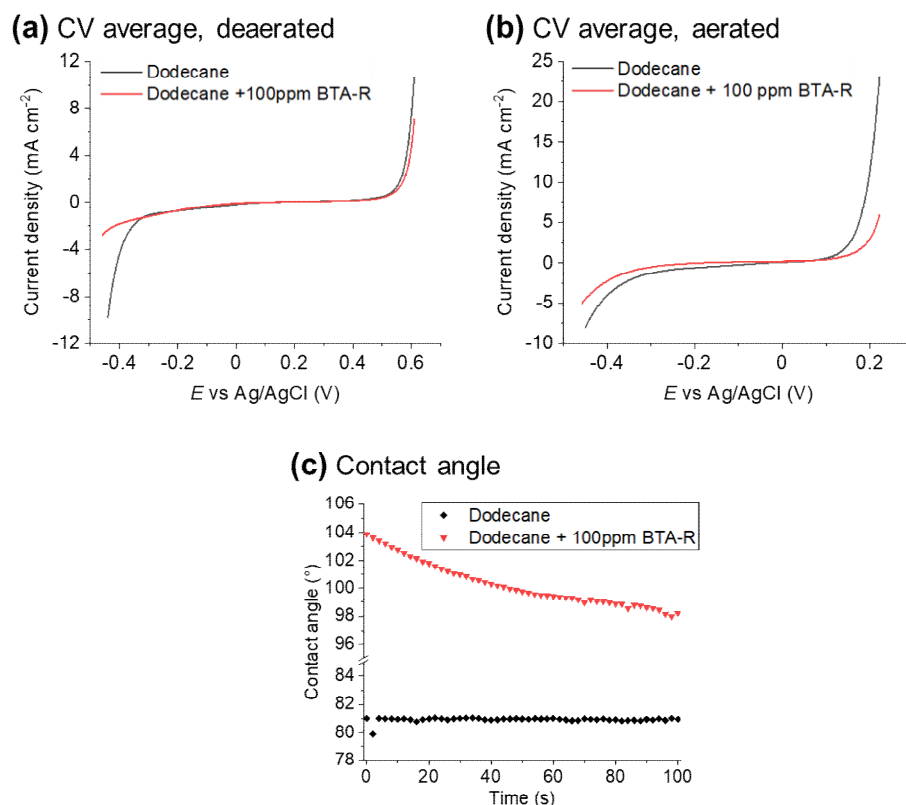 (a) CV average, deaerated
Dodecane
Dodecane +100ppm BTA-R
Current density (mA cm⁻²)
12
8
4
0
-4
-8
-12
-0.4 -0.2 0 0.2 0.4 0.6
E vs Ag/AgCl (V)
(b) CV average, aerated
Dodecane
Dodecane + 100 ppm BTA-R
Current density (mA cm⁻²)
25
20
15
10
5
0
-5
-10
-0.4 -0.2 0 0.2
E vs Ag/AgCl (V)
(c) Contact angle
Dodecane
Dodecane + 100ppm BTA-R
Contact angle (°)
106
104
102
100
98
96
84
82
80
78
0 20 40 60 80 100
Time (s)